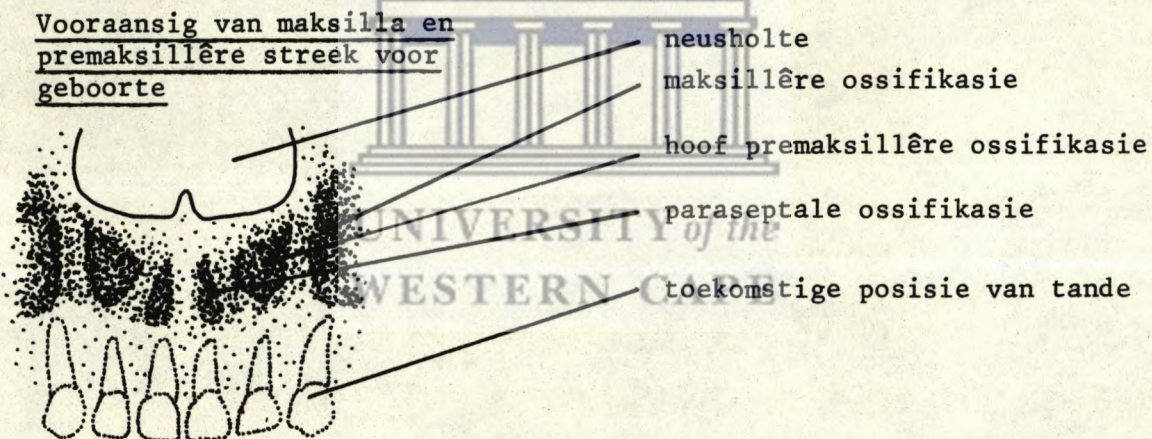 Vooraansig van maksilla en
premaksillêre streek voor
geboorte
neusholte
maksillêre ossifikasie
hoof premaksillêre ossifikasie
paraseptale ossifikasie
toekomstige posisie van tande
UNIVERSITY of the
WESTERN CAPE